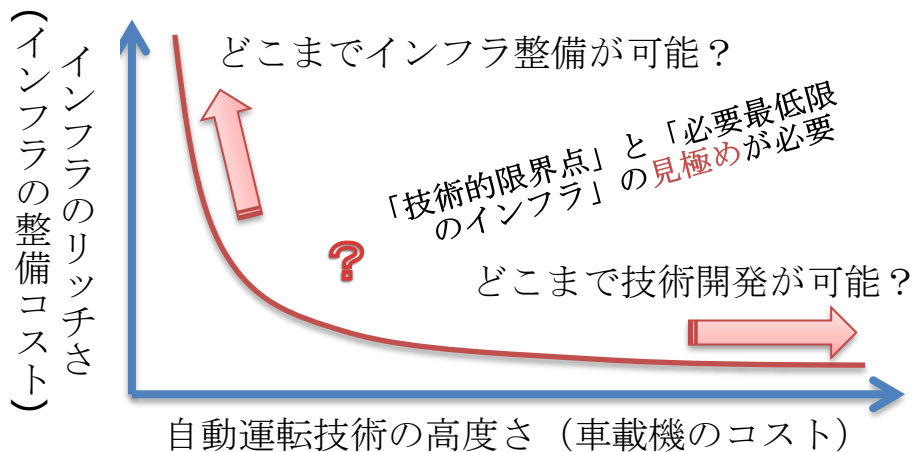 インフラのリッチさ
(インフラの整備コスト)
どこまでインフラ整備が可能？
「技術的限界点」と「必要最低限
のインフラ」の見極めが必要
?
どこまで技術開発が可能？
自動運転技術の高度さ（車載機のコスト）